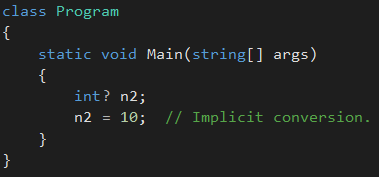 class Program
{
    static void Main(string[] args)
    {
        int? n2;
        n2 = 10;  // Implicit conversion.
    }
}